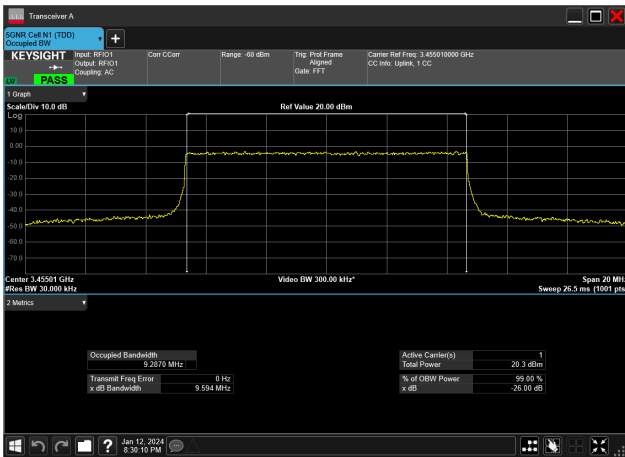 Transceiver A
5GNR Cell N1 (TDD)
Occupied BW
KEYSIGHT
Input: RFIO1
Output: RFIO1
Coupling: AC
Corr CCorr
Range: -60 dBm
Trig: Prot Frame
Aligned
Gate: FFT
Carrier Ref Freq: 3.455010000 GHz
CC Info: Uplink, 1 CC
LXI
PASS
1 Graph
Scale/Div 10.0 dB
Ref Value 20.00 dBm
Log
10.0
0.00
-10.0
-20.0
-30.0
-40.0
-50.0
-60.0
-70.0
Center 3.45501 GHz
Video BW 300.00 kHz*
Span 20 MHz
#Res BW 30.000 kHz
Sweep 26.5 ms (1001 pts
2 Metrics
Occupied Bandwidth
9.2870 MHz
Transmit Freq Error 0 Hz
x dB Bandwidth 9.594 MHz
Active Carrier(s) 1
Total Power 20.3 dBm
% of OBW Power 99.00 %
x dB -26.00 dB
Jan 12, 2024
8:30:10 PM